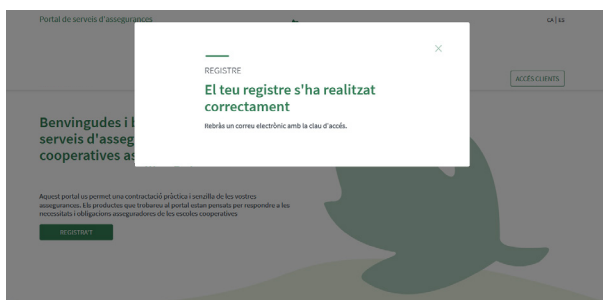 Portal de serveis d'assegurances
CA | ES
REGISTRE
El teu registre s'ha realitzat
correctament
Rebràs un correu electrònic amb la clau d'accés.
ACCÉS CLIENTS
Benvingudes i b
serveis d'asseg
cooperatives as
Aquest portal us permet una contractació pràctica i senzilla de les vostres
assegurances. Els productes que trobareu al portal estan pensats per respondre a les
necessitats i obligacions asseguradores de les escoles cooperatives
REGISTRA'T